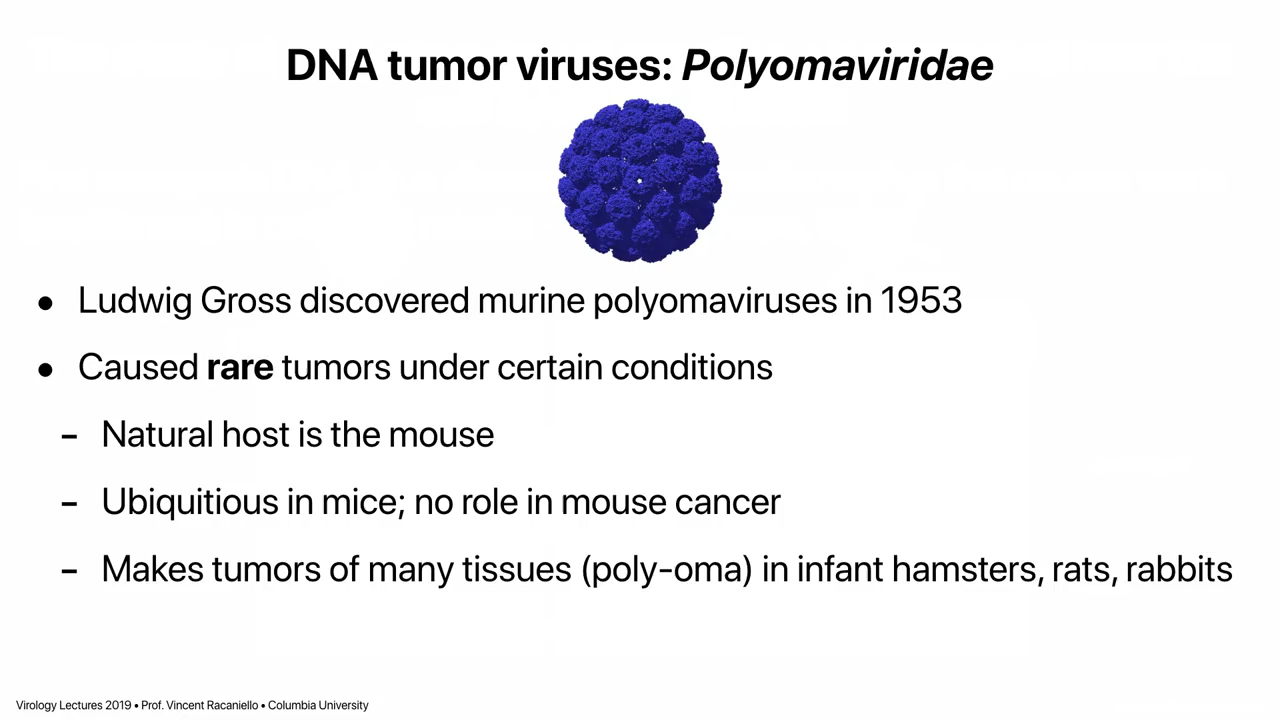 DNA tumor viruses: Polyomaviridae
• Ludwig Gross discovered murine polyomaviruses in 1953
• Caused rare tumors under certain conditions
- Natural host is the mouse
- Ubiquitious in mice; no role in mouse cancer
- Makes tumors of many tissues (poly-oma) in infant hamsters, rats, rabbits
Virology Lectures 2019 • Prof. Vincent Racaniello • Columbia University